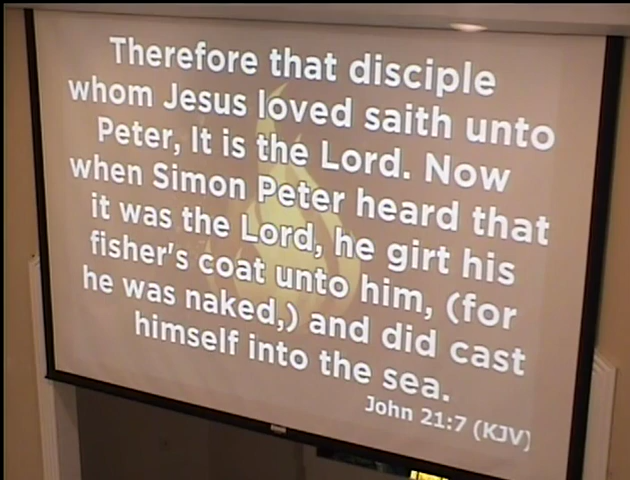 Therefore that disciple
whom Jesus loved saith unto
Peter, It is the Lord. Now
when Simon Peter heard that
it was the Lord, he girt his
fisher's coat unto him, (for
he was naked,) and did cast
himself into the sea.
John 21:7 (KJV)